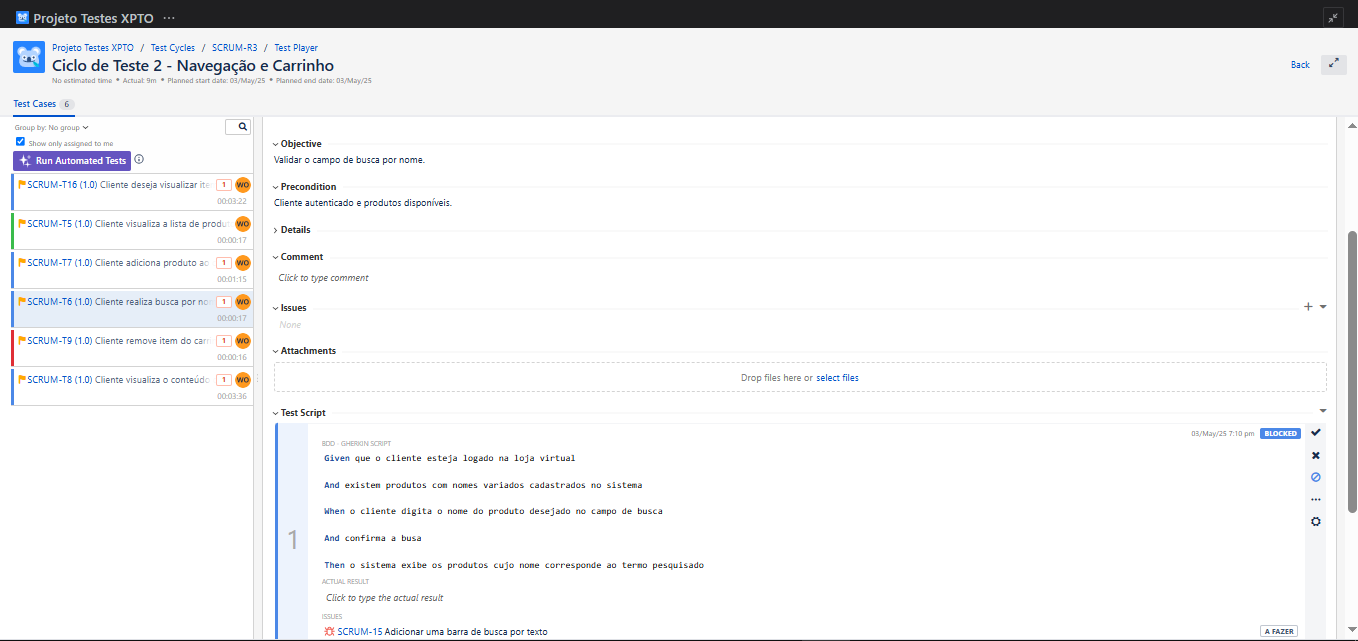 Projeto Testes XPTO ...
Projeto Testes XPTO / Test Cycles / SCRUM-R3 / Test Player
Ciclo de Teste 2 - Navegação e Carrinho
No estimated time • Actual: 9m • Planned start date: 03/May/25 • Planned end date: 03/May/25
Back
Test Cases 6
Group by: No group
Show only assigned to me
Run Automated Tests
SCRUM-T16 (1.0) Cliente deseja visualizar ite 1 WO
00:03:22
SCRUM-T5 (1.0) Cliente visualiza a lista de produt WO
00:00:17
SCRUM-T7 (1.0) Cliente adiciona produto ao 1 WO
00:01:15
SCRUM-T6 (1.0) Cliente realiza busca por no 1 WO
00:00:17
SCRUM-T9 (1.0) Cliente remove item do carr 1 WO
00:00:16
SCRUM-T8 (1.0) Cliente visualiza o conteúdo 1 WO
00:03:36
Objective
Validar o campo de busca por nome.
Precondition
Cliente autenticado e produtos disponíveis.
Details
Comment
Click to type comment
Issues
None
Attachments
Drop files here or select files
Test Script
03/May/25 7:10 pm BLOCKED
BDD - GHERKIN SCRIPT
Given que o cliente esteja logado na loja virtual
And existem produtos com nomes variados cadastrados no sistema
When o cliente digita o nome do produto desejado no campo de busca
1
And confirma a busa
Then o sistema exibe os produtos cujo nome corresponde ao termo pesquisado
ACTUAL RESULT
Click to type the actual result
ISSUES
SCRUM-15 Adicionar uma barra de busca por texto
A FAZER